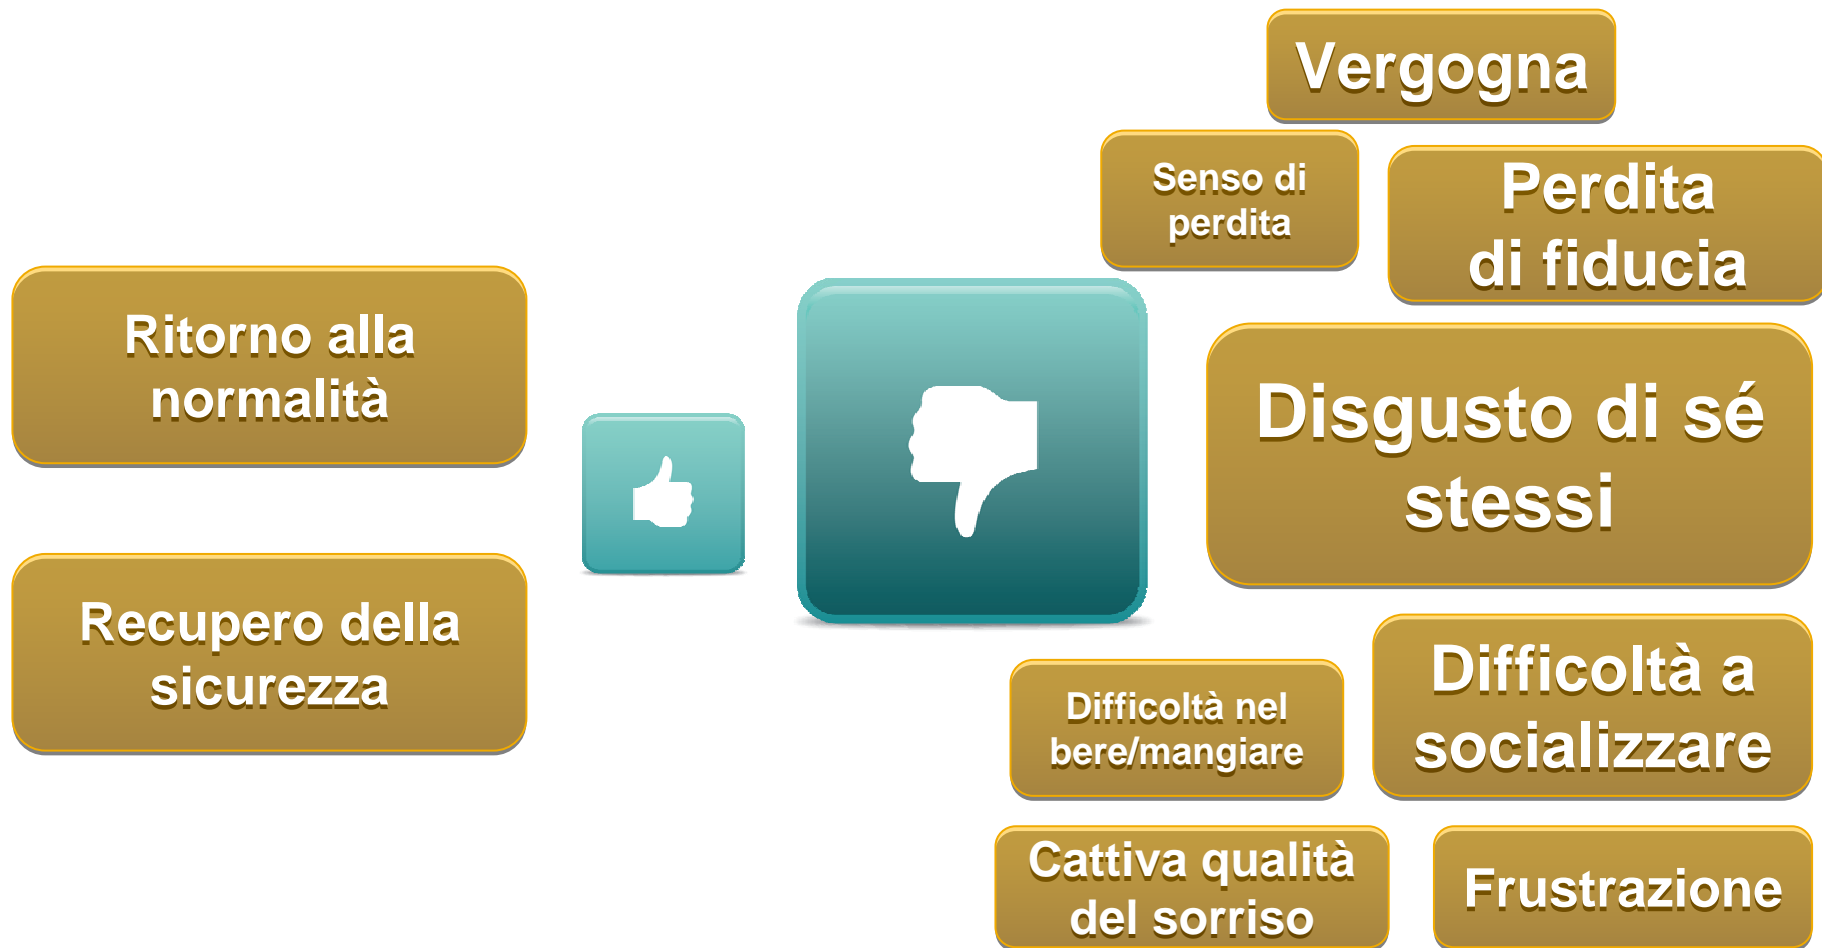 Vergogna
Senso di
perdita
Perdita
di fiducia
Ritorno alla
normalità
Disgusto di sé
stessi
Recupero della
sicurezza
Difficoltà nel
bere/mangiare
Difficoltà a
socializzare
Cattiva qualità
del sorriso
Frustrazione